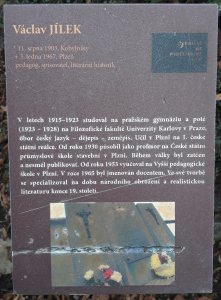 Václav JÍLEK
* 11. srpna 1903, Kobylníky
+ 3. ledna 1967, Plzeň
pedagog, spisovatel, literární historik
V letech 1915–1923 studoval na pražském gymnáziu a poté
(1923 – 1928) na Filozofické fakultě Univerzity Karlovy v Praze,
obor český jazyk – dějepis – zeměpis. Učil v Plzni na I. české
státní reálce. Od roku 1930 působil jako profesor na České státní
průmyslové škole stavební v Plzni. Během války byl zatčen
a nesměl publikovat. Od roku 1953 vyučoval na Vyšší pedagogické
škole v Plzni. V roce 1965 byl jmenován docentem. Ve své tvorbě
se specializoval na dobu národního obrození a realistickou
literaturu konce 19. století.